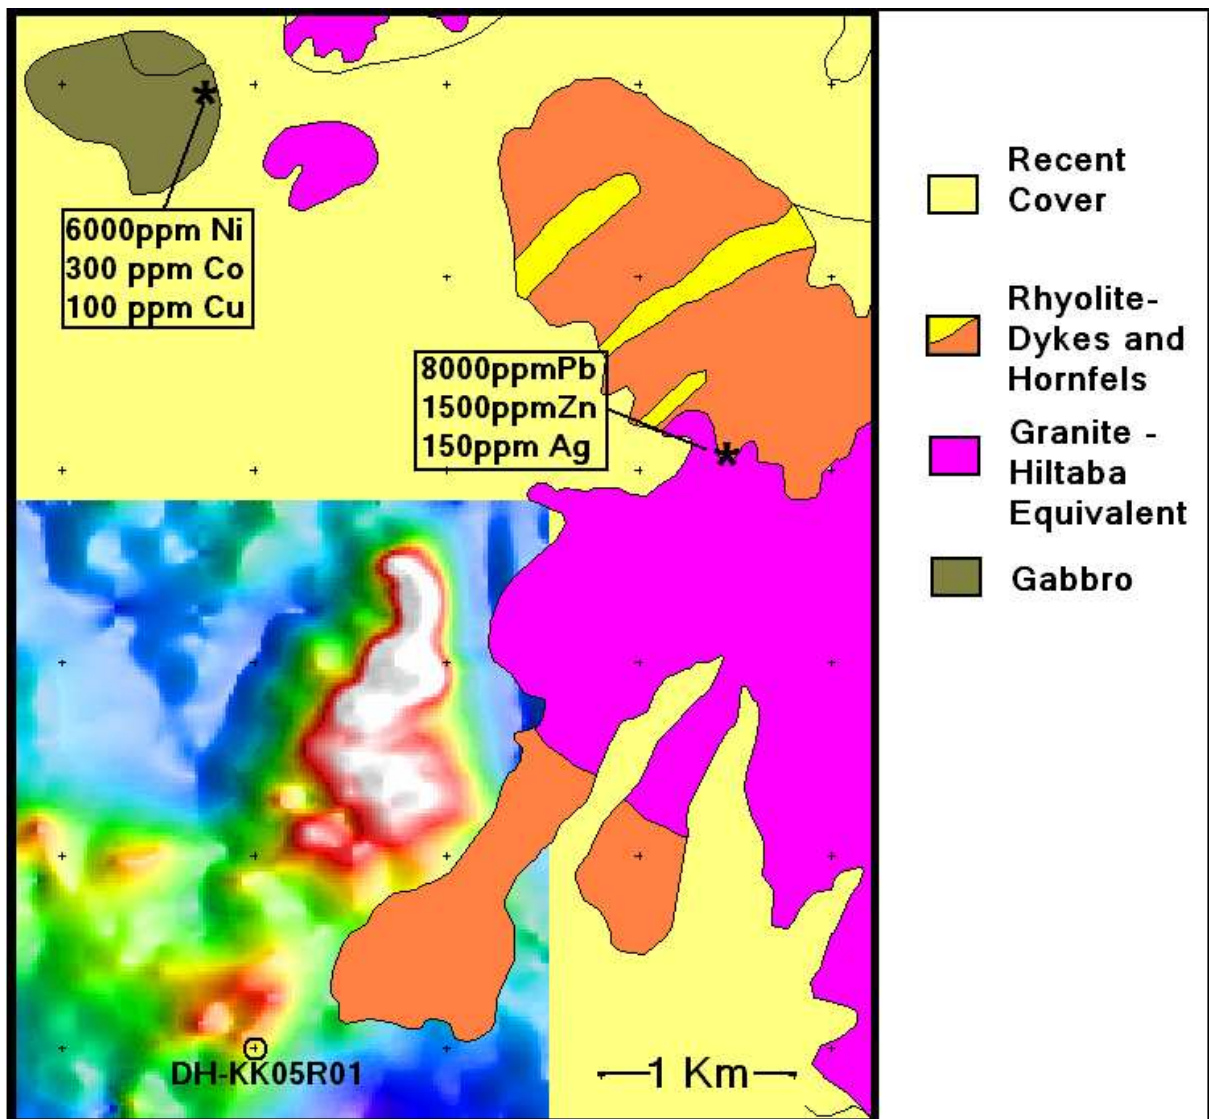 6000ppm Ni
300 ppm Co
100 ppm Cu
8000ppmPb
1500ppmZn
150ppm Ag
DH-KK05R01
1 Km
Recent
Cover
Rhyolite-
Dykes and
Hornfels
Granite -
Hiltaba
Equivalent
Gabbro